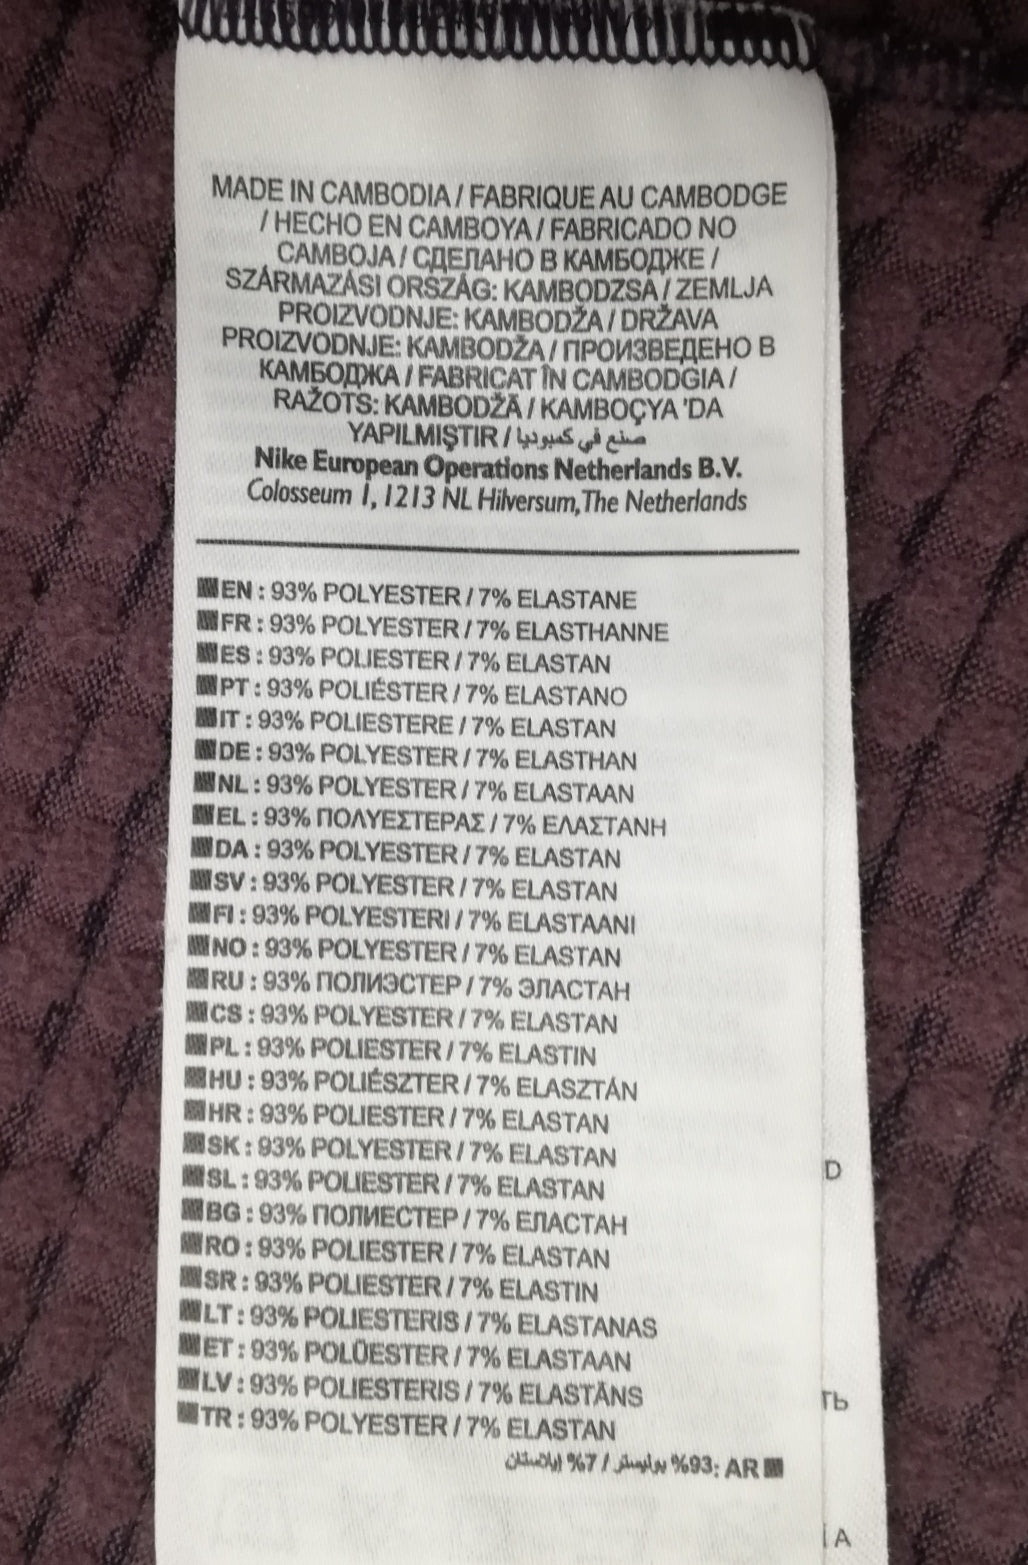 MADE IN CAMBODIA / FABRIQUE AU CAMBODGE
/ HECHO EN CAMBOYA / FABRICADO NO
CAMBOJA / СДЕЛАНО В КАМБОДЖЕ /
SZÁRMAZÁSI ORSZÁG: KAMBODZSA / ZEMLJA
PROIZVODNJE: KAMBODŽA / DRŽAVA
PROIZVODNJE: KAMBODŽA / ПРОИЗВЕДЕНО В
КАМБОДЖА / FABRICAT ÎN CAMBODGIA /
RAŽOTS: KAMBODŽĀ / KAMBOÇYA 'DA
YAPILMIŞTIR / صنع في كمبوديا
Nike European Operations Netherlands B.V.
Colosseum 1, 1213 NL Hilversum, The Netherlands
EN : 93% POLYESTER / 7% ELASTANE
FR : 93% POLYESTER / 7% ELASTHANNE
ES : 93% POLIESTER / 7% ELASTAN
PT : 93% POLIÉSTER / 7% ELASTANO
IT : 93% POLIESTERE / 7% ELASTAN
DE : 93% POLYESTER / 7% ELASTHAN
NL : 93% POLYESTER / 7% ELASTAAN
EL : 93% ΠΟΛΥΕΣΤΕΡΑΣ / 7% ΕΛΑΣΤΑΝΗ
DA : 93% POLYESTER / 7% ELASTAN
SV : 93% POLYESTER / 7% ELASTAN
FI : 93% POLYESTERI / 7% ELASTAANI
NO : 93% POLYESTER / 7% ELASTAN
RU : 93% ПОЛИЭСТЕР / 7% ЭЛАСТАН
CS : 93% POLYESTER / 7% ELASTAN
PL : 93% POLIESTER / 7% ELASTIN
HU : 93% POLIÉSZTER / 7% ELASZTÁN
HR : 93% POLIESTER / 7% ELASTAN
SK : 93% POLYESTER / 7% ELASTAN
SL : 93% POLIESTER / 7% ELASTAN
BG : 93% ПОЛИЕСТЕР / 7% ЕЛАСТАН
RO : 93% POLIESTER / 7% ELASTAN
SR : 93% POLIESTER / 7% ELASTIN
LT : 93% POLIESTERIS / 7% ELASTANAS
ET : 93% POLÜESTER / 7% ELASTAAN
LV : 93% POLIESTERIS / 7% ELASTĀNS
TR : 93% POLYESTER / 7% ELASTAN
AR :93% بوليستر / 7% إيلاستان
D
ТЬ
A